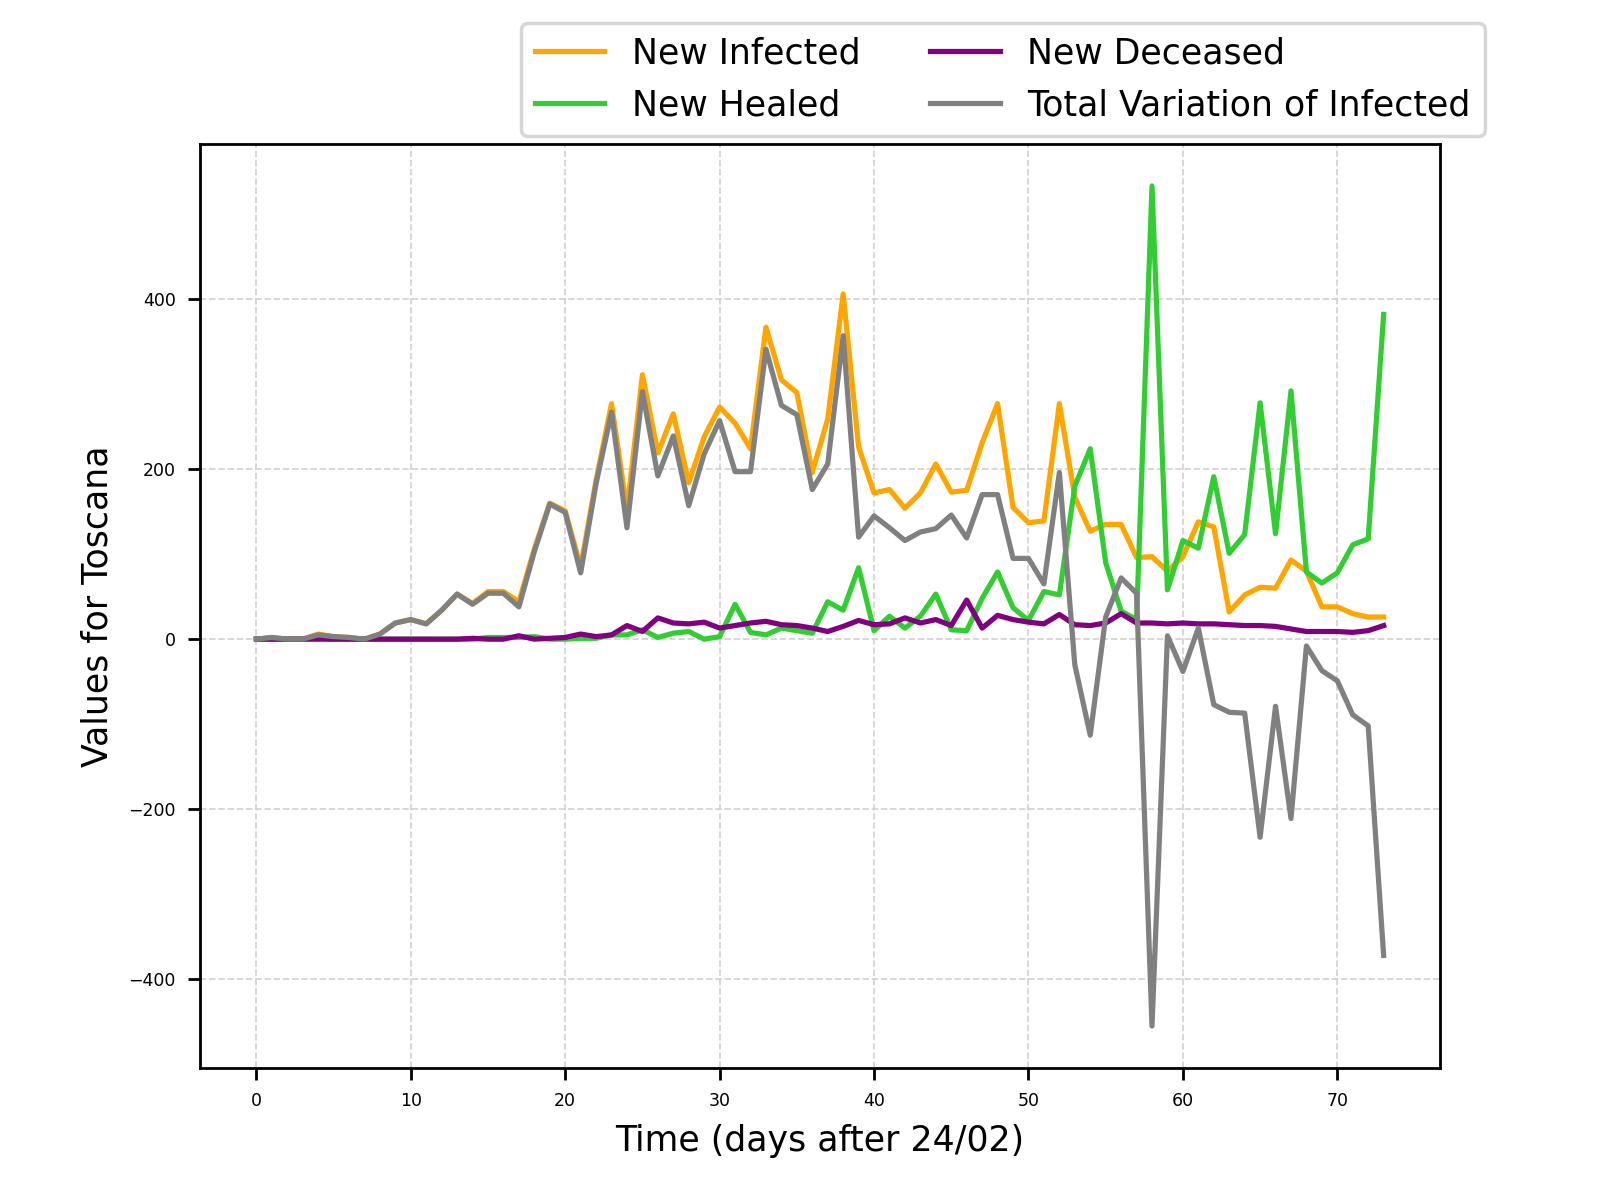 New Infected
New Healed
New Deceased
Total Variation of Infected
Values for Toscana
400
200
0
−200
−400
0 10 20 30 40 50 60 70
Time (days after 24/02)